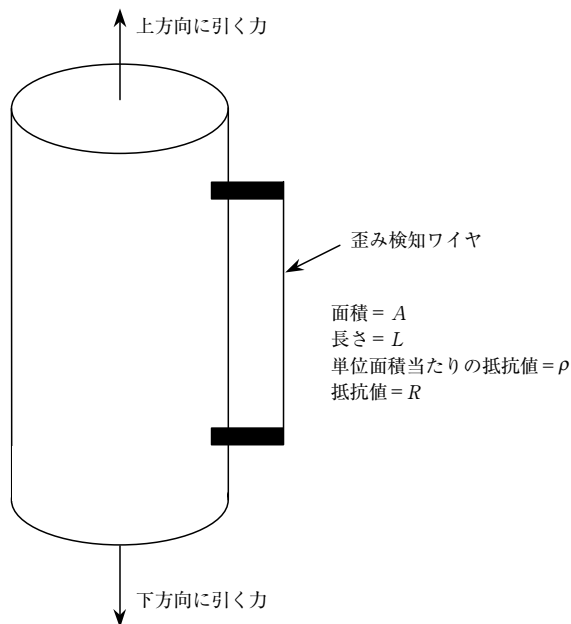 上方向に引く力
歪み検知ワイヤ
面積 = A
長さ = L
単位面積当たりの抵抗値 = ρ
抵抗値 = R
下方向に引く力